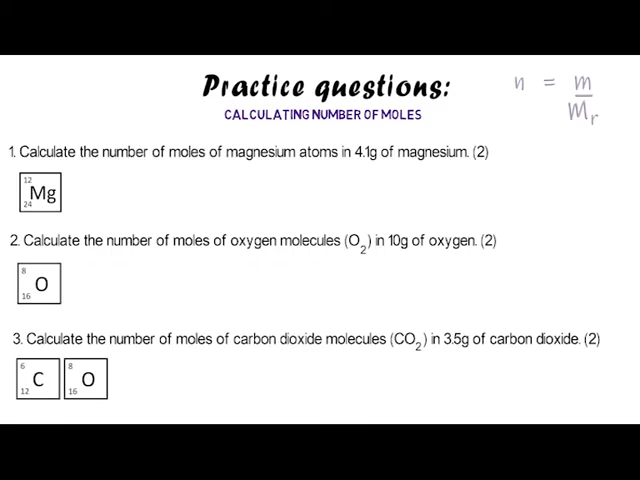 Practice questions:
CALCULATING NUMBER OF MOLES
n = m
Mr
1. Calculate the number of moles of magnesium atoms in 4.1g of magnesium. (2)
12
Mg
24
2. Calculate the number of moles of oxygen molecules (O₂) in 10g of oxygen. (2)
8
O
16
3. Calculate the number of moles of carbon dioxide molecules (CO₂) in 3.5g of carbon dioxide. (2)
6 8
C O
12 16